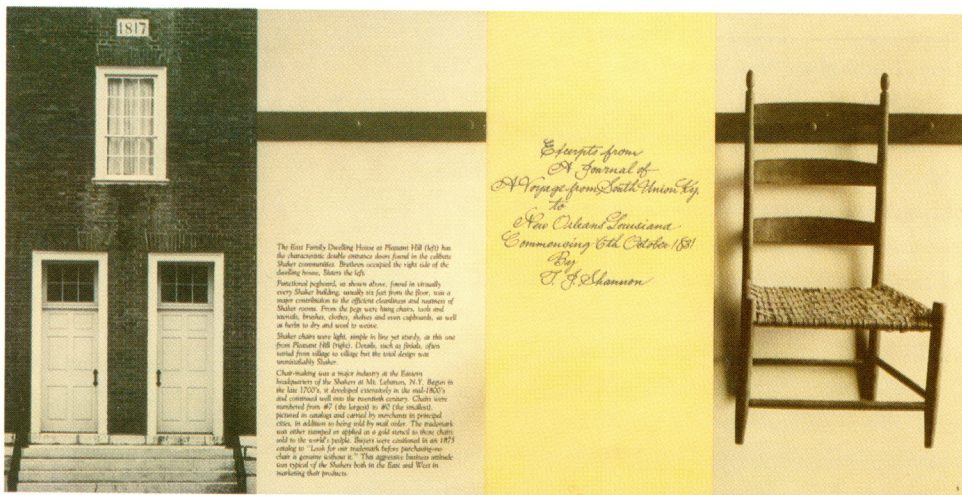 1817
The East Family Dwelling House at Pleasant Hill (left) has
the characteristic double entrance doors found in the celibate
Shaker communities. Brethren occupied the right side of the
dwelling house, Sisters the left.
Functional pegboard, as shown above, found in virtually
every Shaker building, usually six feet from the floor, was a
major contribution to the efficient cleanliness and neatness of
Shaker rooms. From the pegs were hung chairs, tools and
utensils, brushes, clothes, shelves and even cupboards, as well
as herbs to dry and wool to weave.
Shaker chairs were light, simple in line yet sturdy, as this one
from Pleasant Hill (right). Details, such as finials, often
varied from village to village but the total design was
unmistakably Shaker.
Chair-making was a major industry at the Eastern
headquarters of the Shakers at Mt. Lebanon, N.Y. Begun in
the late 1700's, it developed extensively in the mid-1800's
and continued well into the twentieth century. Chairs were
numbered from #7 (the largest) to #0 (the smallest),
pictured in catalogs and carried by merchants in principal
cities, in addition to being sold by mail order. The trademark
was either stamped or applied as a gold stencil to those chairs
sold to the world's people. Buyers were cautioned in an 1875
catalog to "Look for our trademark before purchasing-no
chair is genuine without it." This aggressive business attitude
was typical of the Shakers both in the East and West in
marketing their products.
Excerpts from
A Journal of
A Voyage from South Union Ky.
to
New Orleans Louisiana
Commencing 6th October 1831
By
T. J. Shannon